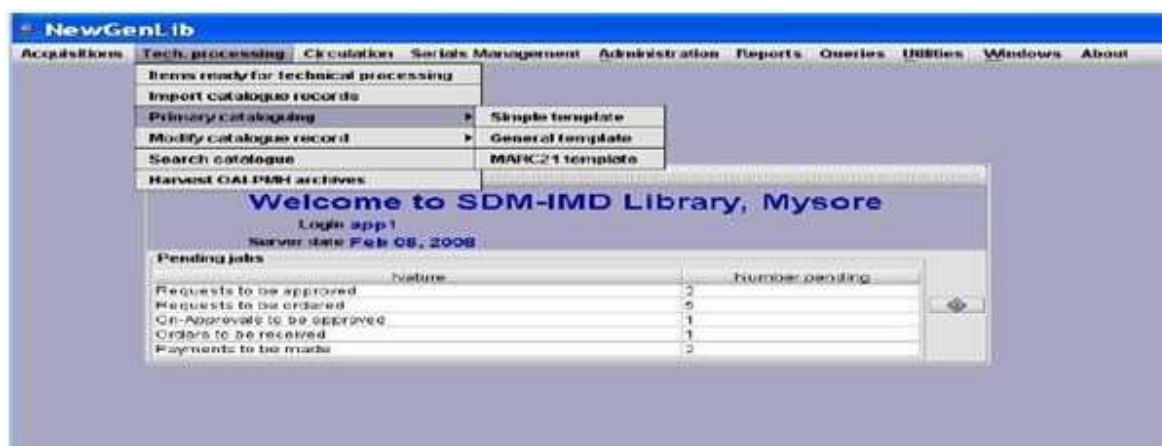 NewGenLib
Acquisitions Tech. processing Circulation Serials Management Administration Reports Queries Utilities Windows About
Items ready for technical processing
Import catalogue records
Primary cataloguing Simple template
Modify catalogue record General template
Search catalogue MARC21 template
Harvest OAI-PMH archives
Welcome to SDM-IMD Library, Mysore
Login app1
Server date Feb 08, 2008
Pending jobs
Nature Number pending
Requests to be approved 2
Requests to be ordered 5
On-Approvals to be approved 1
Orders to be received 1
Payments to be made 2